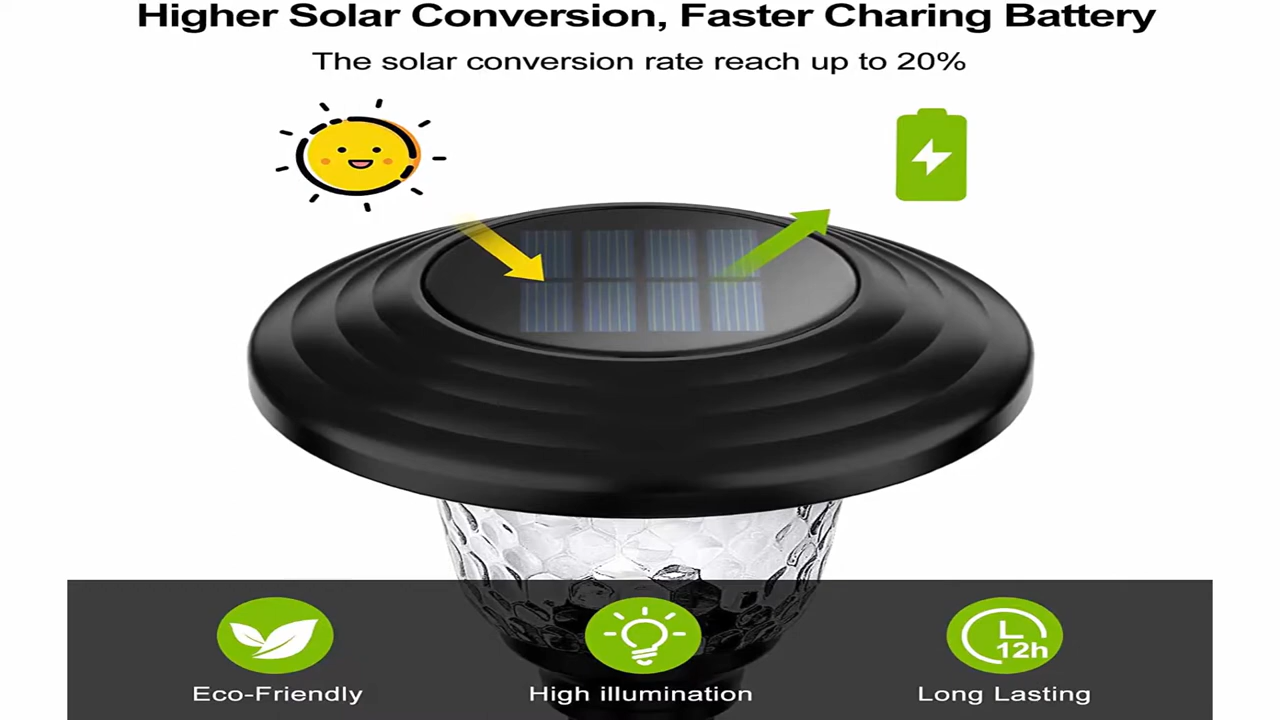 Higher Solar Conversion, Faster Charing Battery
The solar conversion rate reach up to 20%
12h
Eco-Friendly
High illumination
Long Lasting